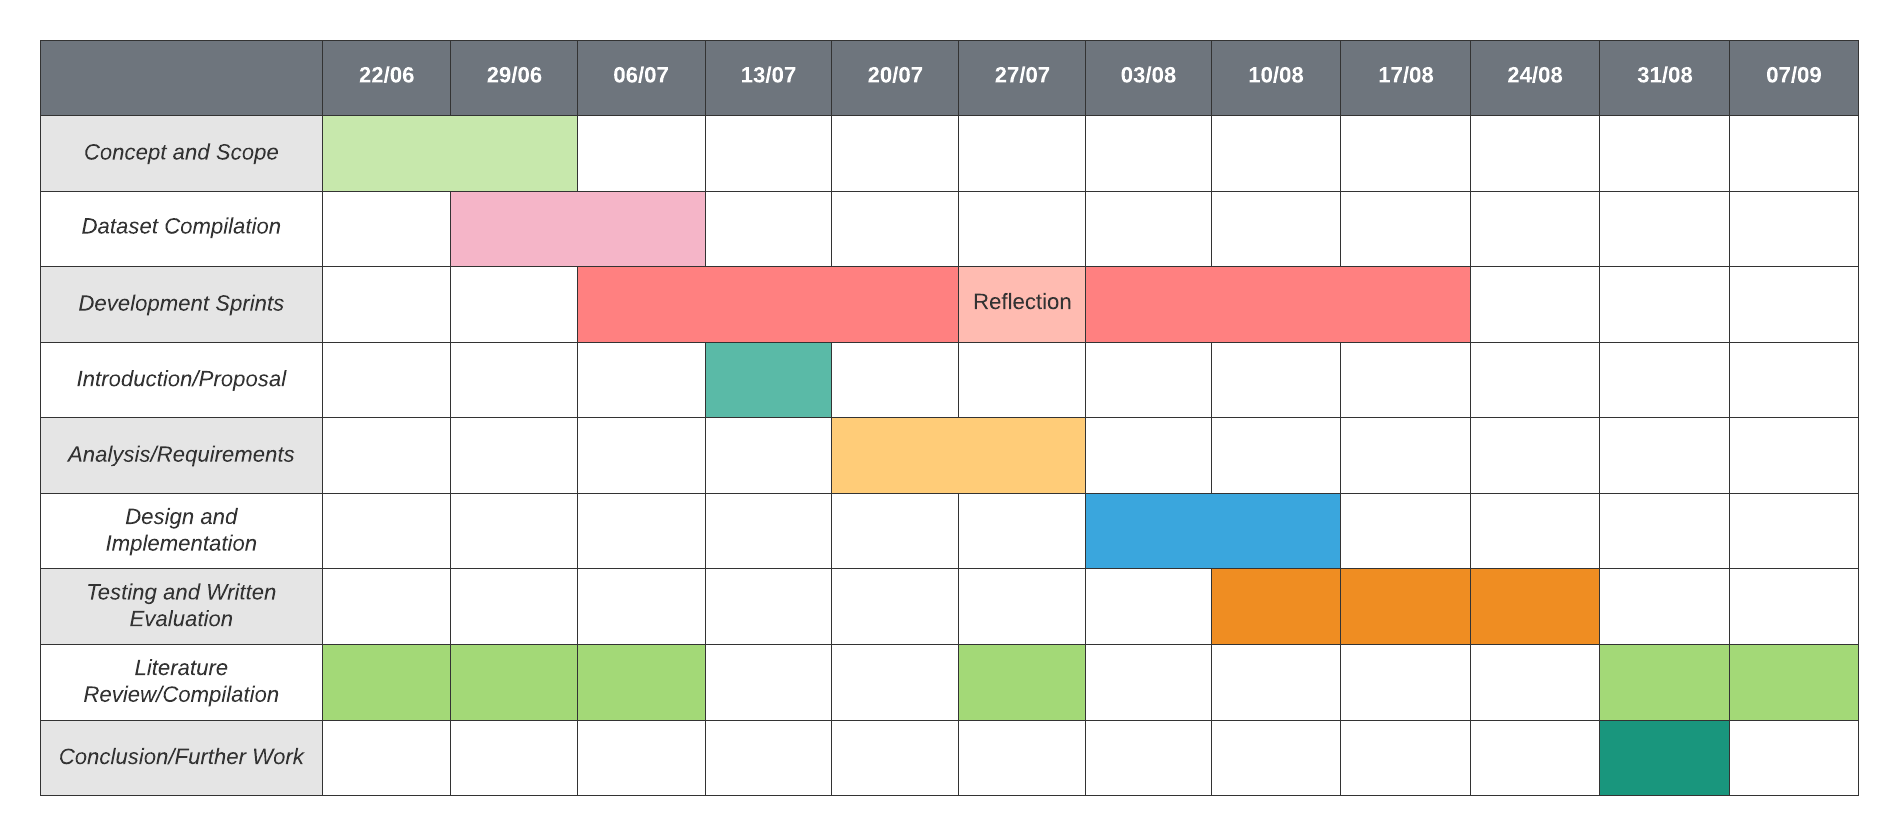 22/06 29/06 06/07 13/07 20/07 27/07 03/08 10/08 17/08 24/08 31/08 07/09
Concept and Scope
Dataset Compilation
Development Sprints Reflection
Introduction/Proposal
Analysis/Requirements
Design and
Implementation
Testing and Written
Evaluation
Literature
Review/Compilation
Conclusion/Further Work